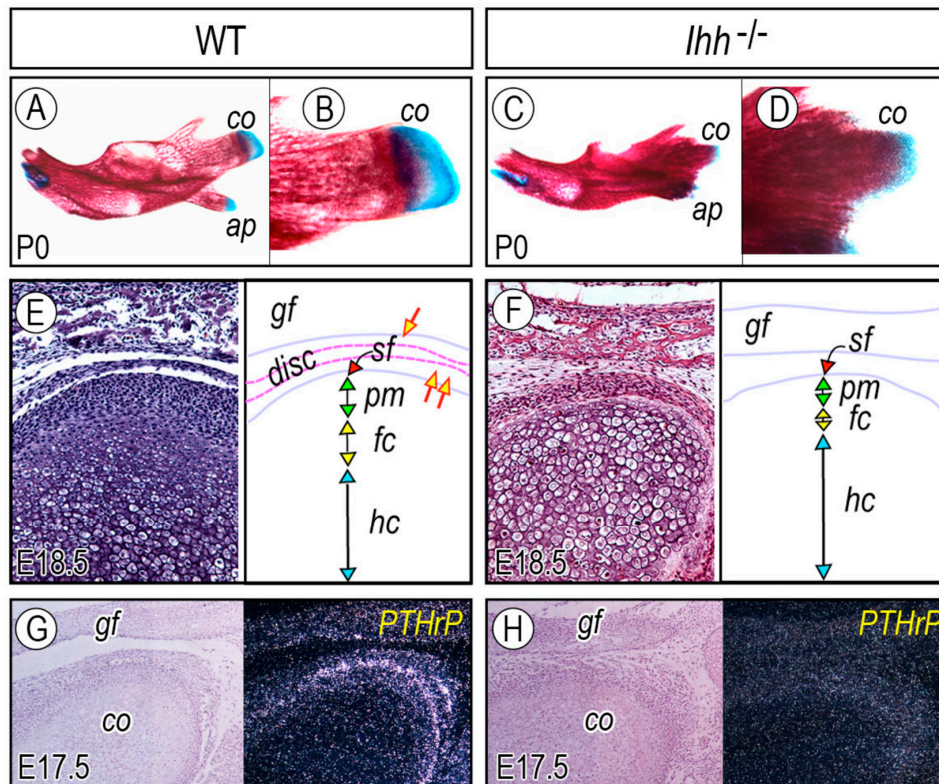 WT
Ihh -/-
A
co
ap
P0
B
co
C
co
ap
P0
D
co
E
E18.5
gf
disc
sf
pm
fc
hc
F
E18.5
gf
sf
pm
fc
hc
G
gf
co
E17.5
PTHrP
H
gf
co
E17.5
PTHrP